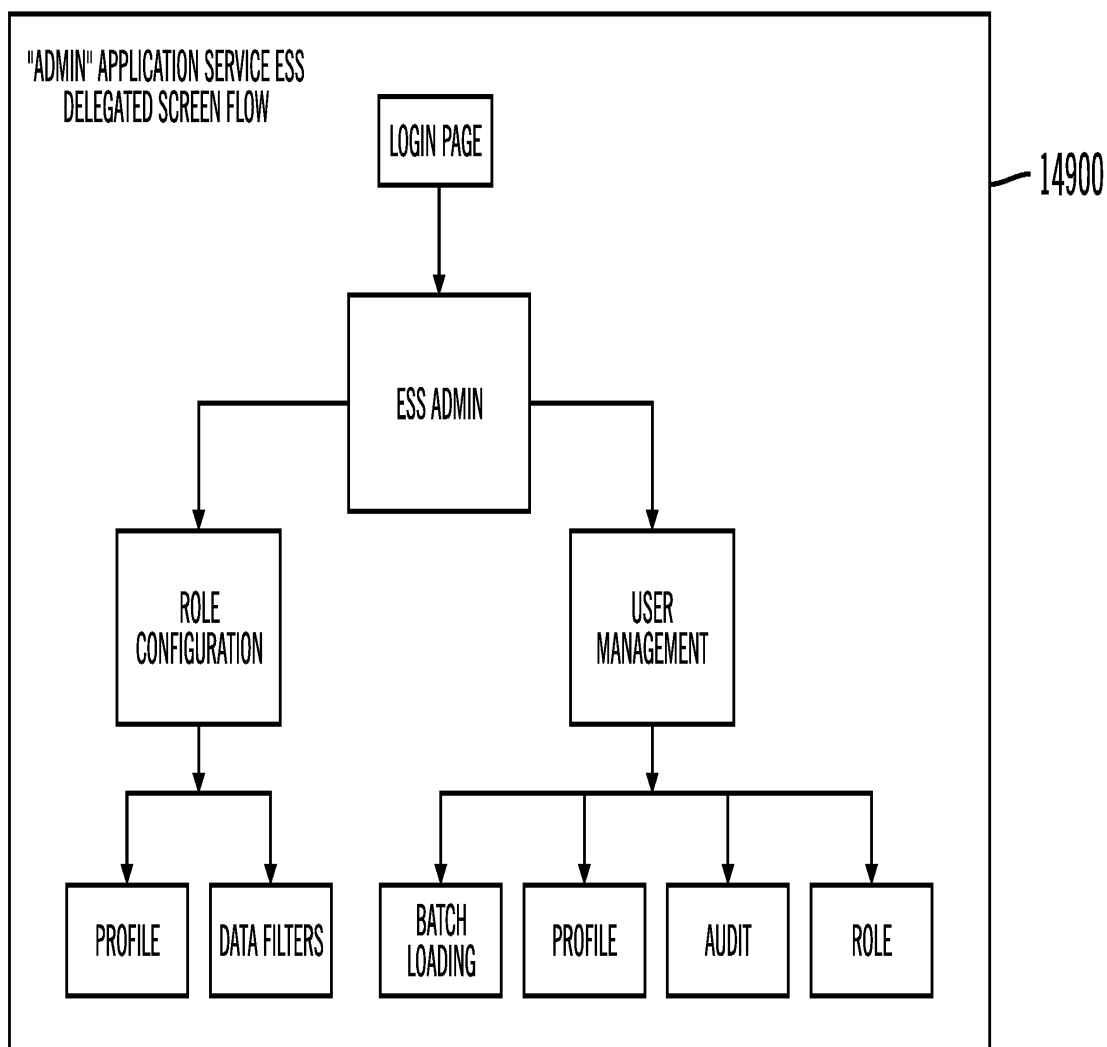 "ADMIN" APPLICATION SERVICE ESS
DELEGATED SCREEN FLOW
LOGIN PAGE
14900
ESS ADMIN
ROLE
CONFIGURATION
USER
MANAGEMENT
PROFILE
DATA FILTERS
BATCH
LOADING
PROFILE
AUDIT
ROLE